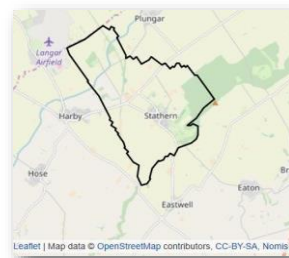 Plungar
Langar
Airfield
Harby
Stathern
Hose
Eaton
Eastwell
Leaflet | Map data © OpenStreetMap contributors, CC-BY-SA, Nomis